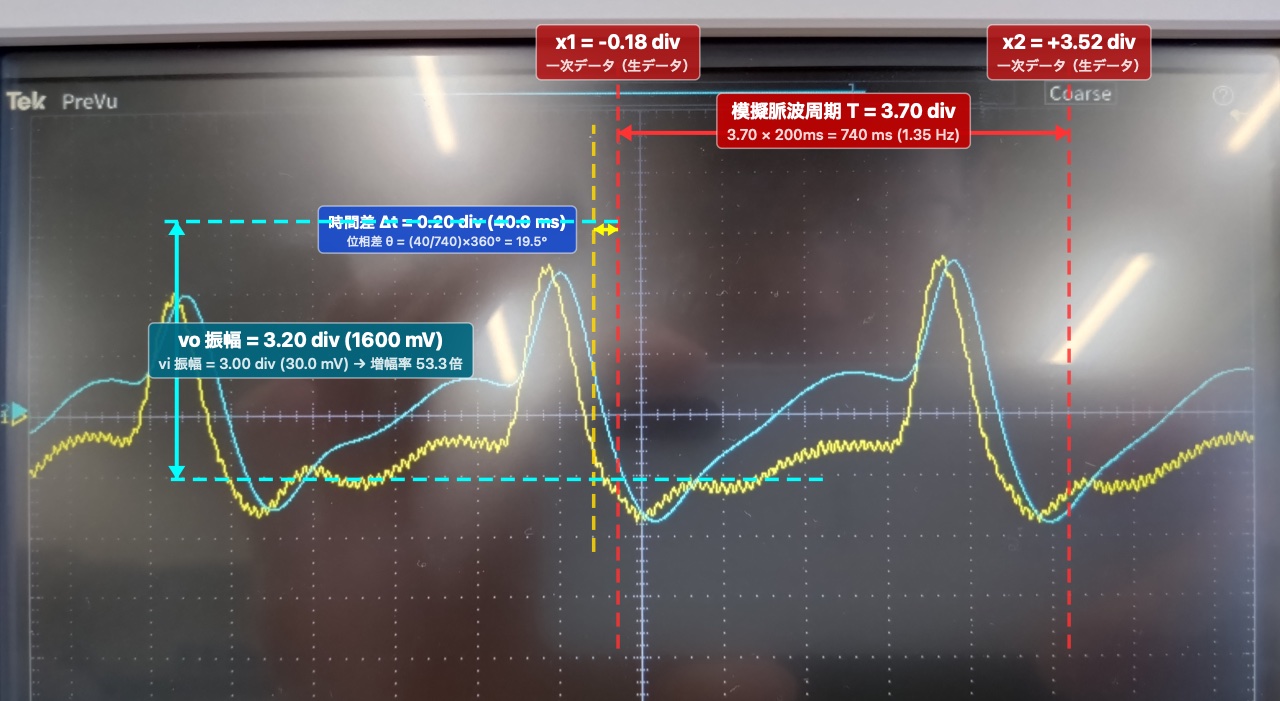 x1 = -0.18 div
一次データ（生データ）
x2 = +3.52 div
一次データ（生データ）
Tek PreVu
Coarse
模擬脈波周期 T = 3.70 div
3.70 × 200ms = 740 ms (1.35 Hz)
時間差 Δt = 0.20 div (40.0 ms)
位相差 θ = (40/740)×360° = 19.5°
vo 振幅 = 3.20 div (1600 mV)
vi 振幅 = 3.00 div (30.0 mV) → 増幅率 53.3倍